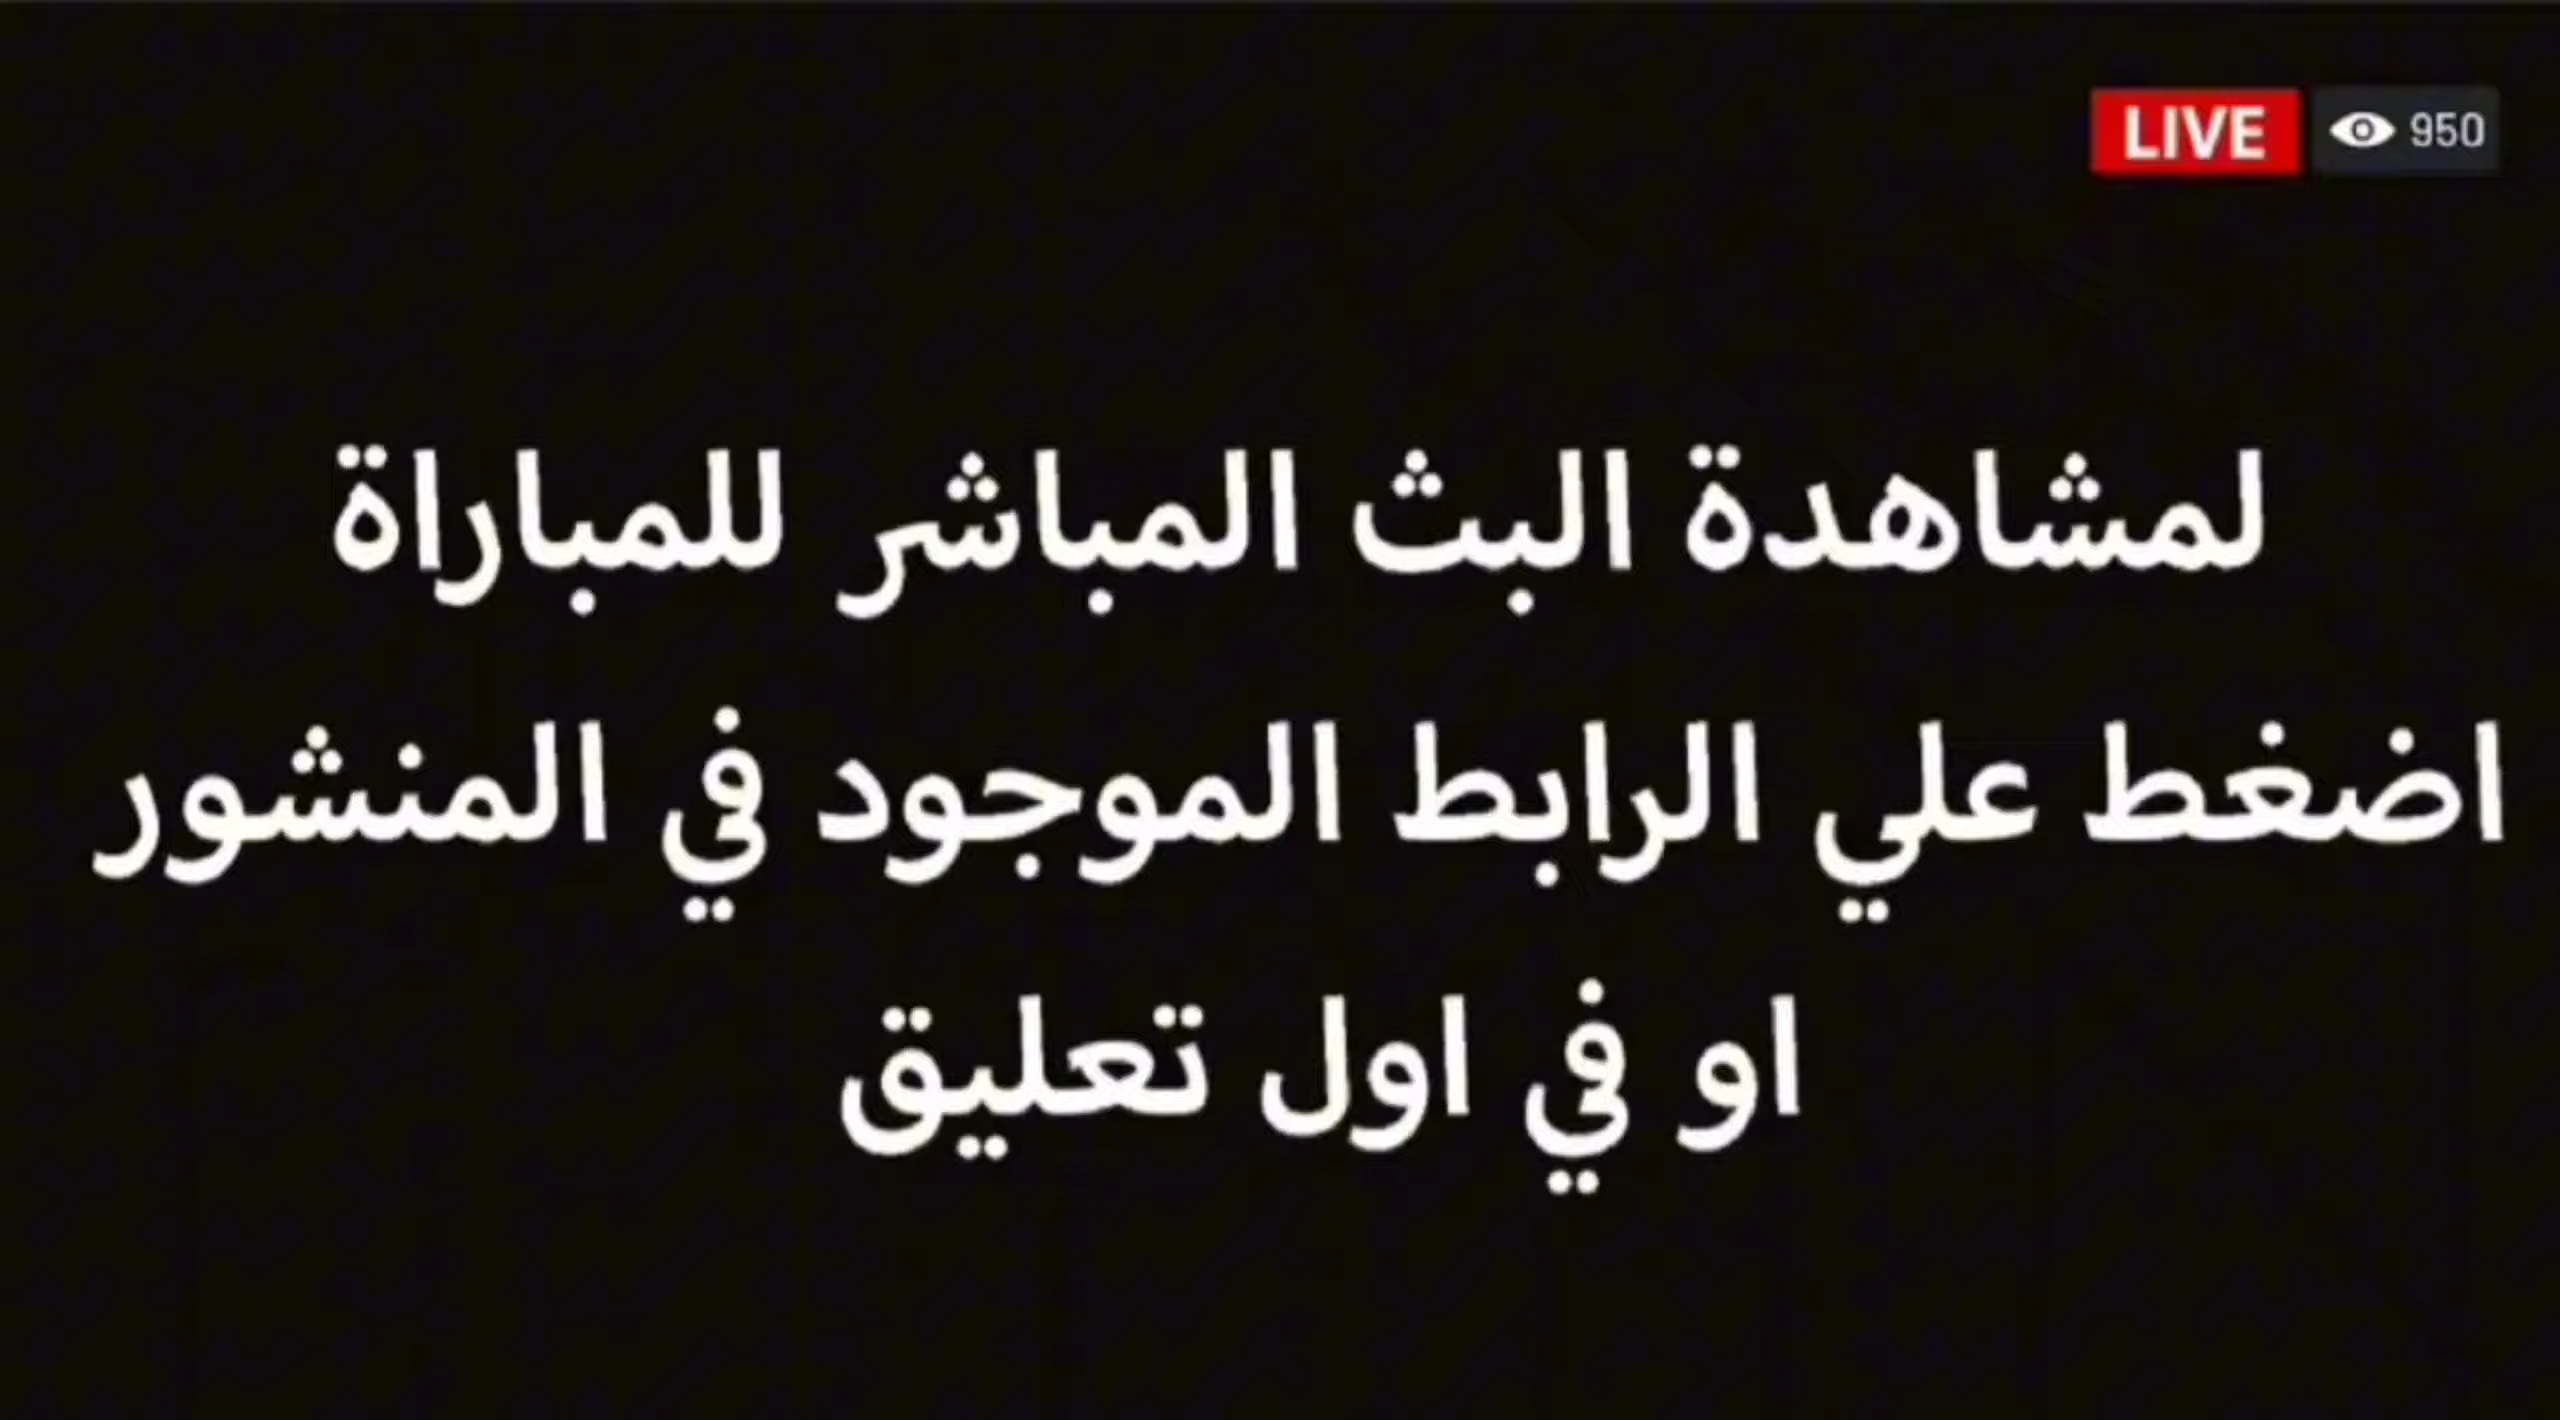 LIVE 950
لمشاهدة البث المباشر للمباراة
اضغط علي الرابط الموجود في المنشور
او في اول تعليق